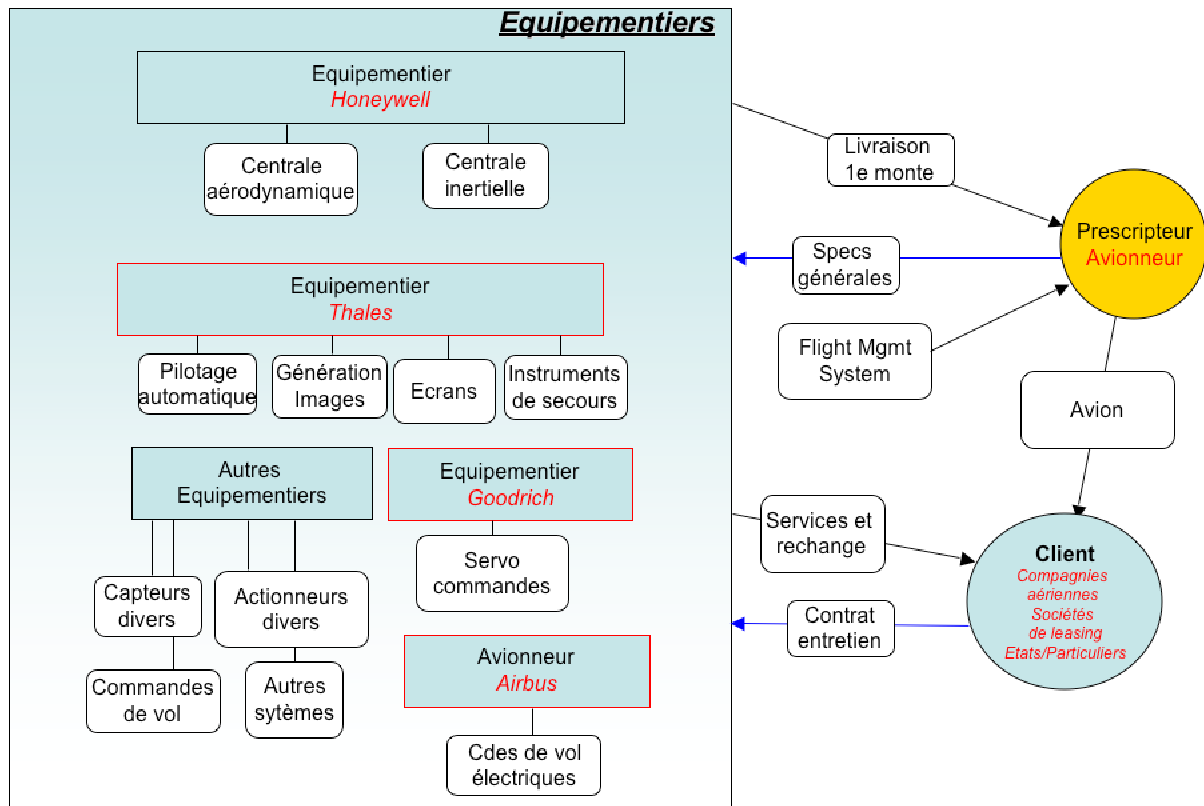 Equipementiers
Equipementier
Honeywell
Centrale
aérodynamique
Centrale
inertielle
Equipementier
Thales
Pilotage
automatique
Génération
Images
Ecrans
Instruments
de secours
Autres
Equipementiers
Capteurs
divers
Actionneurs
divers
Commandes
de vol
Autres
sytèmes
Equipementier
Goodrich
Servo
commandes
Avionneur
Airbus
Cdes de vol
électriques
Livraison
1e monte
Specs
générales
Flight Mgmt
System
Prescripteur
Avionneur
Avion
Services et
rechange
Contrat
entretien
Client
Compagnies
aériennes
Sociétés
de leasing
Etats/Particuliers